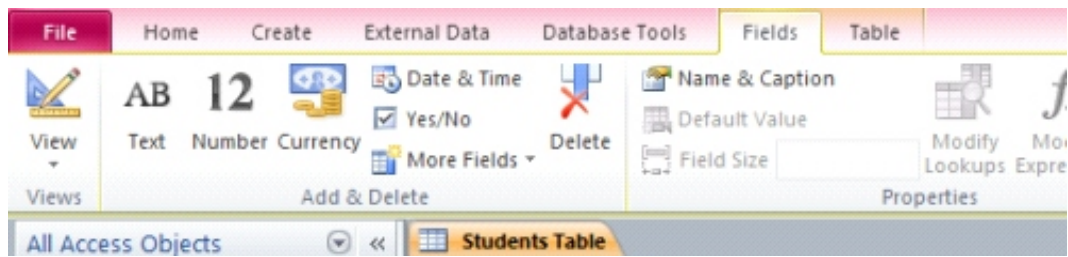 File Home Create External Data Database Tools Fields Table
AB 12 Date & Time Name & Caption
Yes/No Default Value
View Text Number Currency Delete Modify
More Fields Field Size Lookups
Views Add & Delete Properties
All Access Objects « Students Table